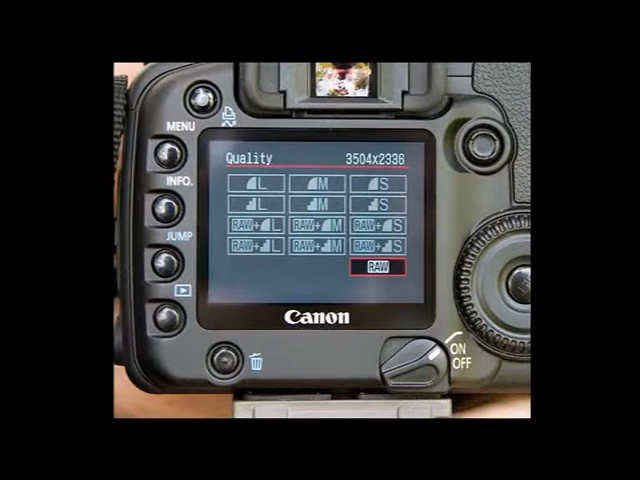 MENU
Quality 3504x2336
INFO.
L M S
L M S
JUMP
RAW+ L RAW+ M RAW+ S
RAW+ L RAW+ M RAW+ S
RAW
Canon
ON
OFF